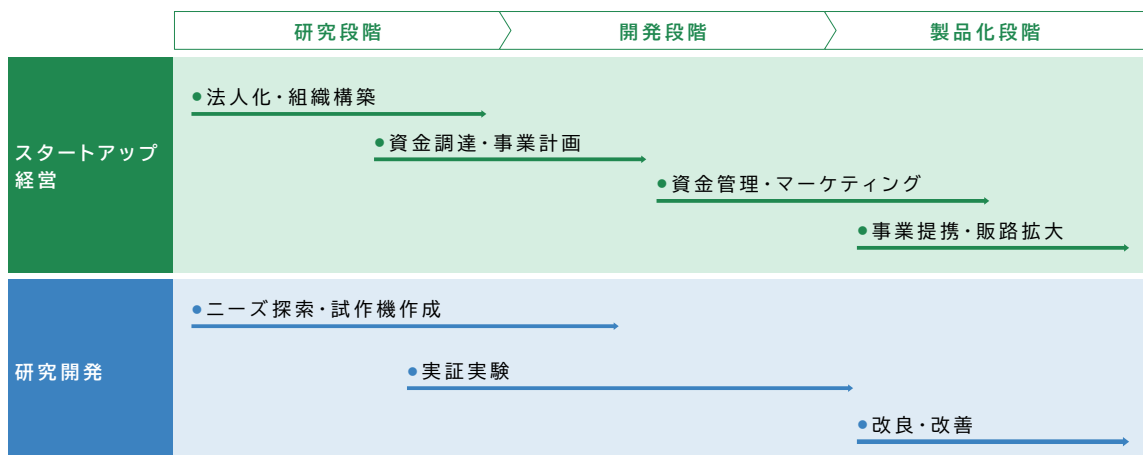 研究段階
開発段階
製品化段階
スタートアップ
経営
●法人化・組織構築
●資金調達・事業計画
●資金管理・マーケティング
●事業提携・販路拡大
研究開発
●ニーズ探索・試作機作成
●実証実験
●改良・改善